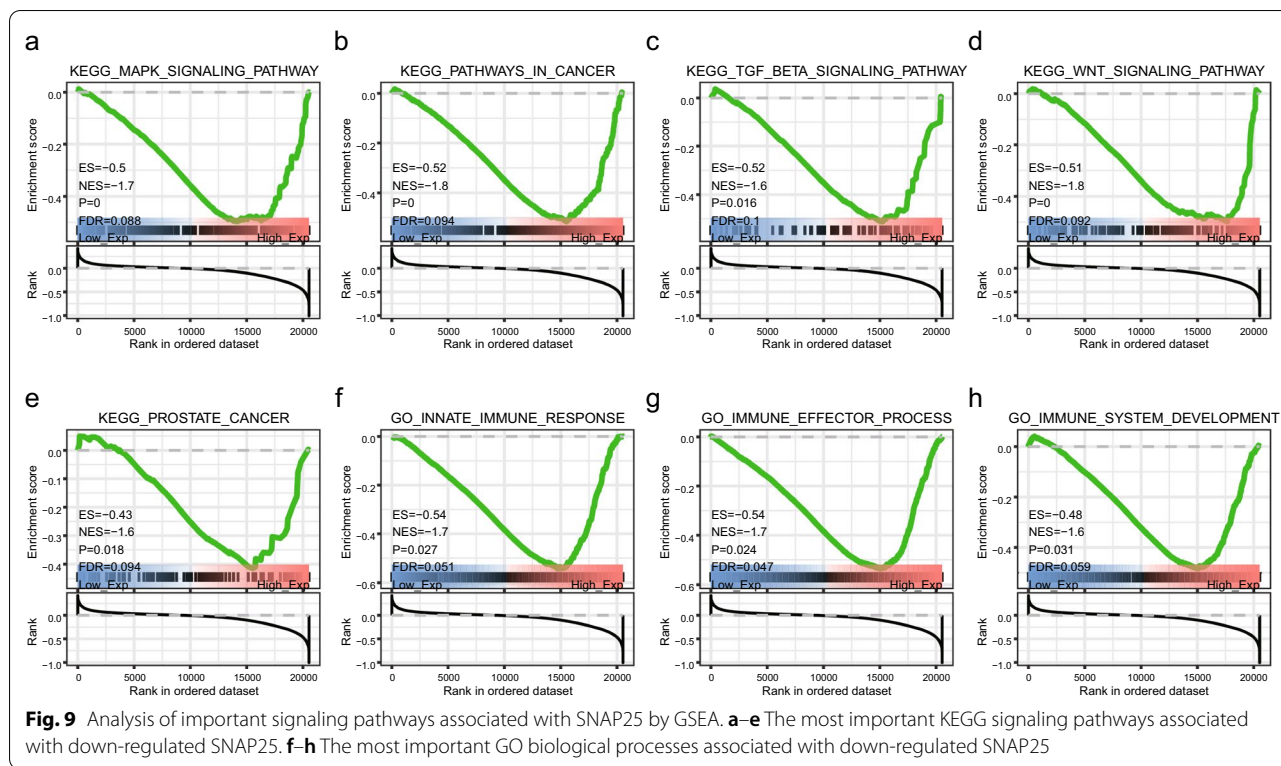 a
KEGG_MAPK_SIGNALING_PATHWAY
Enrichment score
0.0
−0.2
−0.4
ES=−0.5
NES=−1.7
P=0
FDR=0.088
Low_Exp High_Exp
Rank
0.0
−0.5
−1.0
0 5000 10000 15000 20000
Rank in ordered dataset
b
KEGG_PATHWAYS_IN_CANCER
Enrichment score
0.0
−0.2
−0.4
ES=−0.52
NES=−1.8
P=0
FDR=0.094
Low_Exp High_Exp
Rank
0.0
−0.5
−1.0
0 5000 10000 15000 20000
Rank in ordered dataset
c
KEGG_TGF_BETA_SIGNALING_PATHWAY
Enrichment score
0.0
−0.2
−0.4
ES=−0.52
NES=−1.6
P=0.016
FDR=0.1
Low_Exp High_Exp
Rank
0.0
−0.5
−1.0
0 5000 10000 15000 20000
Rank in ordered dataset
d
KEGG_WNT_SIGNALING_PATHWAY
Enrichment score
0.0
−0.2
−0.4
ES=−0.51
NES=−1.8
P=0
FDR=0.092
Low_Exp High_Exp
Rank
0.0
−0.5
−1.0
0 5000 10000 15000 20000
Rank in ordered dataset
e
KEGG_PROSTATE_CANCER
Enrichment score
0.0
−0.1
−0.2
−0.3
−0.4
ES=−0.43
NES=−1.6
P=0.018
FDR=0.094
Low_Exp High_Exp
Rank
0.0
−0.5
−1.0
0 5000 10000 15000 20000
Rank in ordered dataset
f
GO_INNATE_IMMUNE_RESPONSE
Enrichment score
0.0
−0.2
−0.4
−0.6
ES=−0.54
NES=−1.7
P=0.027
FDR=0.051
Low_Exp High_Exp
Rank
0.0
−0.5
−1.0
0 5000 10000 15000 20000
Rank in ordered dataset
g
GO_IMMUNE_EFFECTOR_PROCESS
Enrichment score
0.0
−0.2
−0.4
−0.6
ES=−0.54
NES=−1.7
P=0.024
FDR=0.047
Low_Exp High_Exp
Rank
0.0
−0.5
−1.0
0 5000 10000 15000 20000
Rank in ordered dataset
h
GO_IMMUNE_SYSTEM_DEVELOPMENT
Enrichment score
0.0
−0.2
−0.4
ES=−0.48
NES=−1.6
P=0.031
FDR=0.059
Low_Exp High_Exp
Rank
0.0
−0.5
−1.0
0 5000 10000 15000 20000
Rank in ordered dataset
Fig. 9 Analysis of important signaling pathways associated with SNAP25 by GSEA. a–e The most important KEGG signaling pathways associated
with down-regulated SNAP25. f–h The most important GO biological processes associated with down-regulated SNAP25